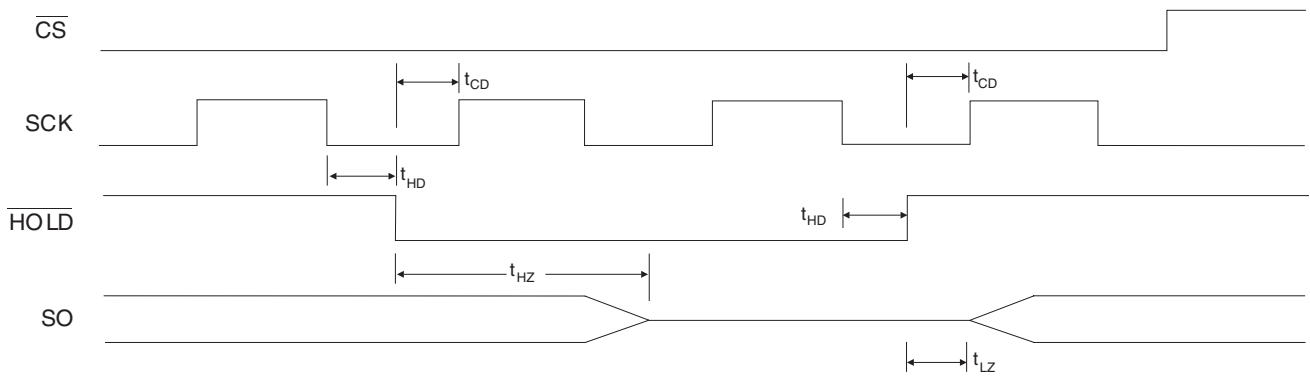 CS
t_CD
t_CD
SCK
t_HD
HOLD
t_HD
t_HZ
SO
t_LZ